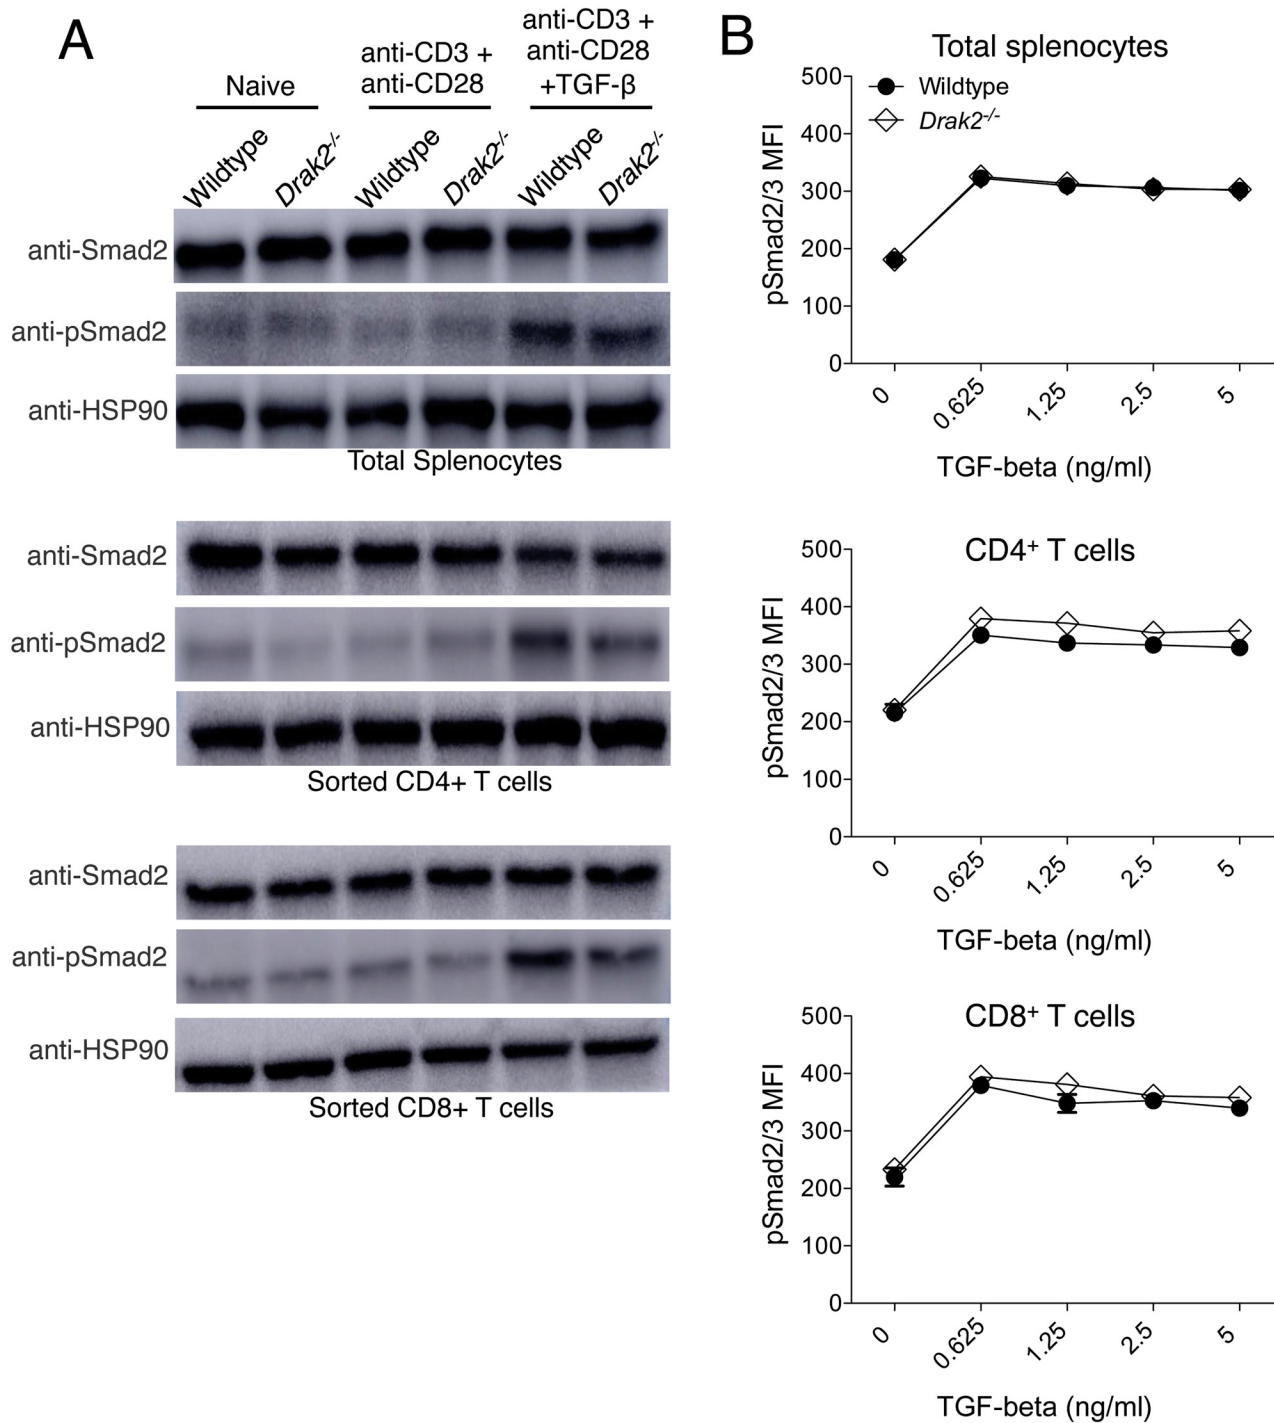 A
Naive
anti-CD3 +
anti-CD28
anti-CD3 +
anti-CD28
+TGF-β
Wildtype
Drak2-/-
Wildtype
Drak2-/-
Wildtype
Drak2-/-
anti-Smad2
anti-pSmad2
anti-HSP90
Total Splenocytes
anti-Smad2
anti-pSmad2
anti-HSP90
Sorted CD4+ T cells
anti-Smad2
anti-pSmad2
anti-HSP90
Sorted CD8+ T cells
B
Total splenocytes
Wildtype
Drak2-/-
pSmad2/3 MFI
500
400
300
200
100
0
0
0.625
1.25
2.5
5
TGF-beta (ng/ml)
CD4+ T cells
pSmad2/3 MFI
500
400
300
200
100
0
0
0.625
1.25
2.5
5
TGF-beta (ng/ml)
CD8+ T cells
pSmad2/3 MFI
500
400
300
200
100
0
0
0.625
1.25
2.5
5
TGF-beta (ng/ml)